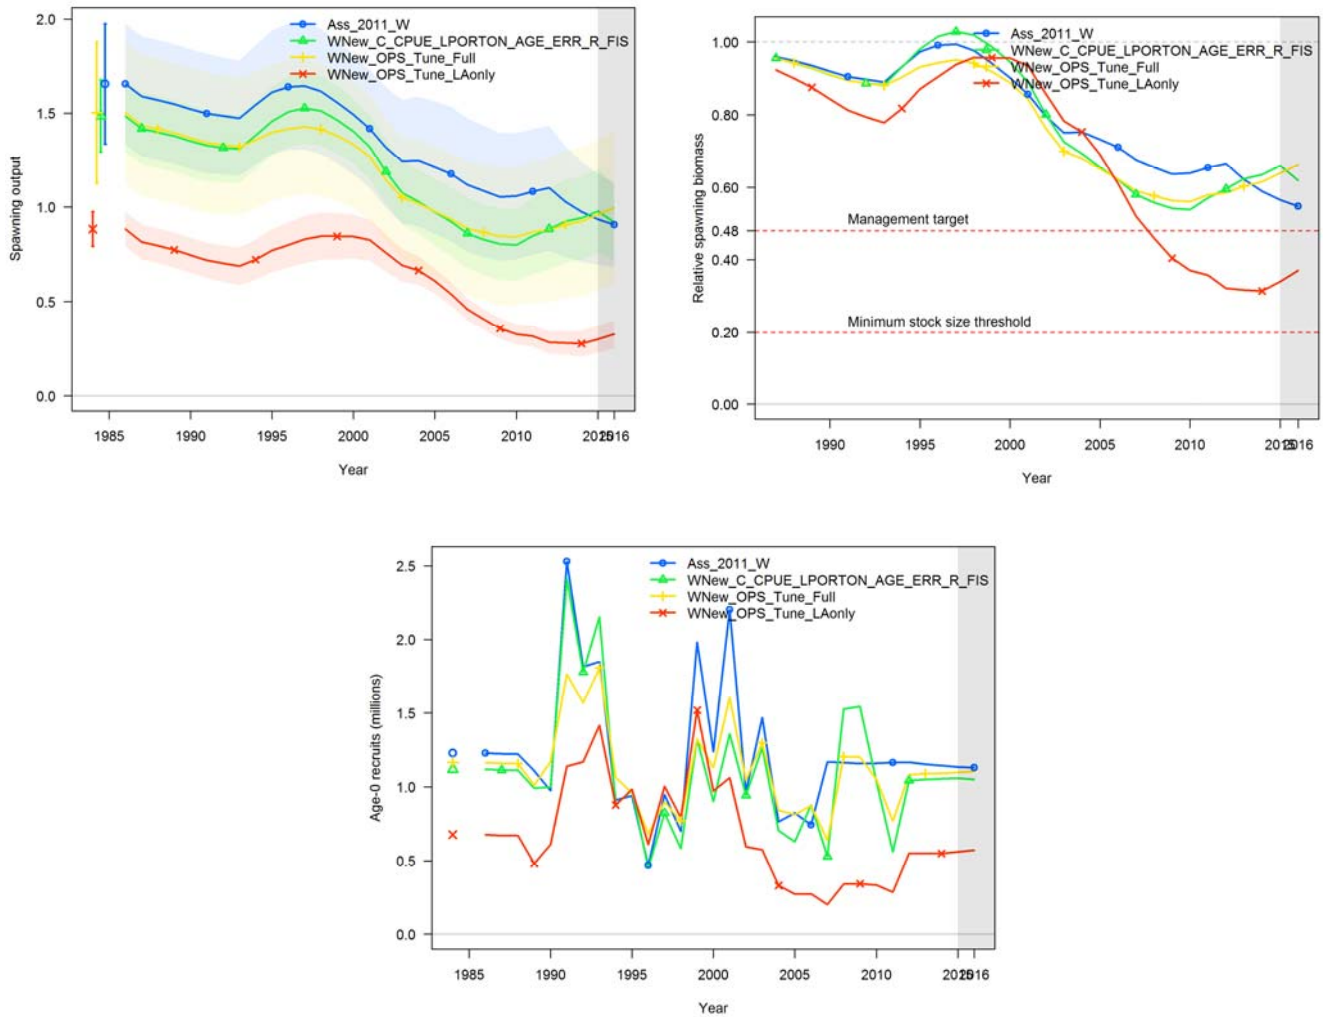 2.0
1.5
1.0
0.5
0.0
Spawning output
Ass_2011_W
WNew_C_CPUE_LPORTON_AGE_ERR_R_FIS
WNew_OPS_Tune_Full
WNew_OPS_Tune_LAonly
1985 1990 1995 2000 2005 2010 2015 2016
Year
1.00
0.80
0.60
0.48
0.40
0.20
0.00
Relative spawning biomass
Ass_2011_W
WNew_C_CPUE_LPORTON_AGE_ERR_R_FIS
WNew_OPS_Tune_Full
WNew_OPS_Tune_LAonly
Management target
Minimum stock size threshold
1990 1995 2000 2005 2010 2015 2016
Year
2.5
2.0
1.5
1.0
0.5
0.0
Age-0 recruits (millions)
Ass_2011_W
WNew_C_CPUE_LPORTON_AGE_ERR_R_FIS
WNew_OPS_Tune_Full
WNew_OPS_Tune_LAonly
1985 1990 1995 2000 2005 2010 2015 2016
Year